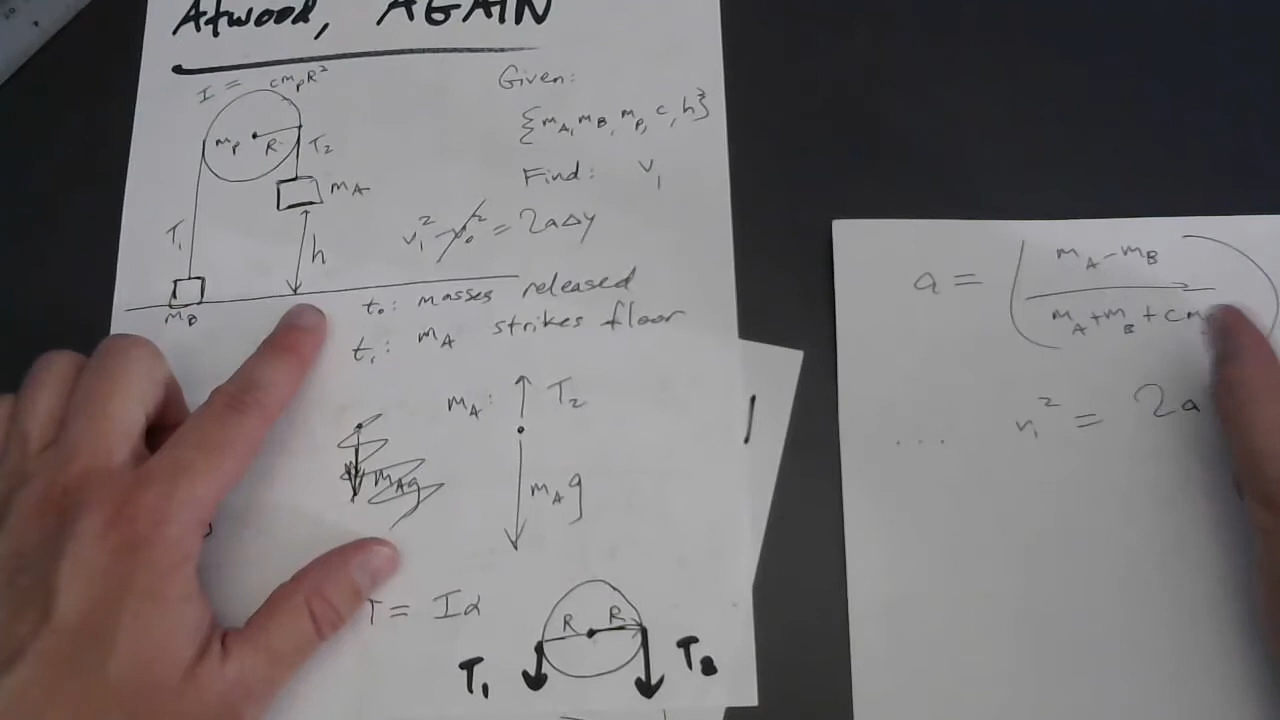 Atwood, AGAIN
I = cm_pR²
Given:
{m_A, m_B, m_p, c, h}
m_p R T₂
m_A
Find: v₁
v₁² - v₀² = 2aΔy
T₁
h
t₀: masses released
m_B
t₁: m_A strikes floor
m_A: T₂
m_Ag
m_Ag
= Iα
R R
T₁ T₂
a = (m_A - m_B
m_A + m_B + cm
... v₁² = 2a